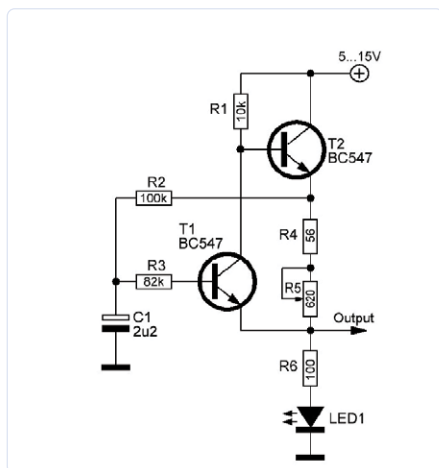 5...15V
R1
10k
T2
BC547
R2
100k
T1
BC547
R4
56
R3
82k
R5
620
Output
C1
2u2
R6
100
LED1